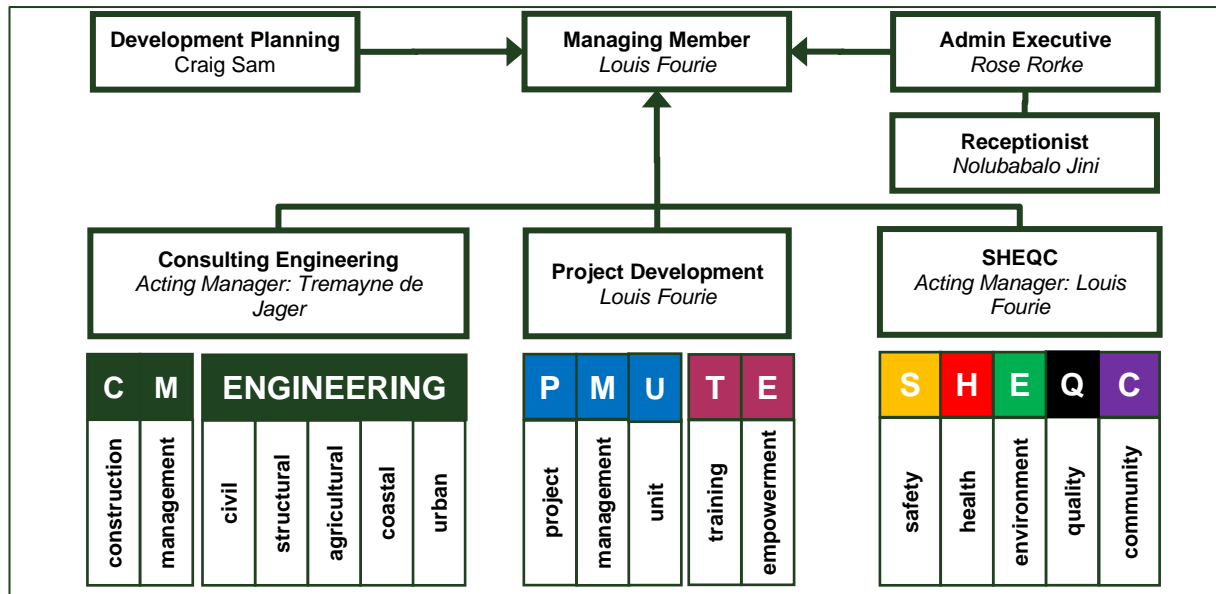 Development Planning
Craig Sam
Managing Member
Louis Fourie
Admin Executive
Rose Rorke
Receptionist
Nolubabalo Jini
Consulting Engineering
Acting Manager: Tremayne de
Jager
Project Development
Louis Fourie
SHEQC
Acting Manager: Louis
Fourie
C M ENGINEERING
construction
management
civil
structural
agricultural
coastal
urban
P M U T E
project
management
unit
training
empowerment
S H E Q C
safety
health
environment
quality
community